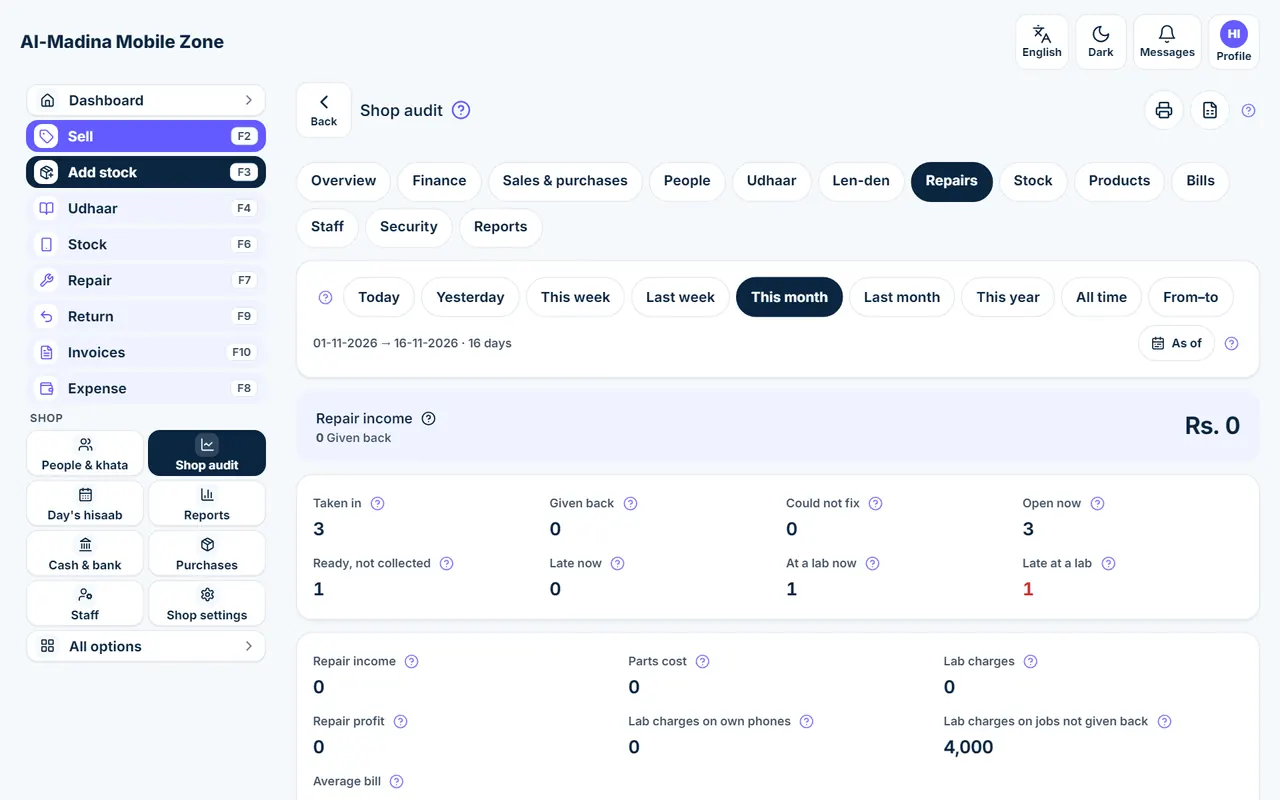 Al-Madina Mobile Zone
English
Dark
Messages
HI
Profile
Dashboard
Sell F2
Add stock F3
Udhaar F4
Stock F6
Repair F7
Return F9
Invoices F10
Expense F8
SHOP
People & khata
Shop audit
Day's hisaab
Reports
Cash & bank
Purchases
Staff
Shop settings
All options
Back
Shop audit
Overview Finance Sales & purchases People Udhaar Len-den Repairs Stock Products Bills
Staff Security Reports
Today Yesterday This week Last week This month Last month This year All time From–to
01-11-2026 → 16-11-2026 · 16 days
As of
Repair income
0 Given back
Rs. 0
Taken in Given back Could not fix Open now
3 0 0 3
Ready, not collected Late now At a lab now Late at a lab
1 0 1 1
Repair income Parts cost Lab charges
0 0 0
Repair profit Lab charges on own phones Lab charges on jobs not given back
0 0 4,000
Average bill